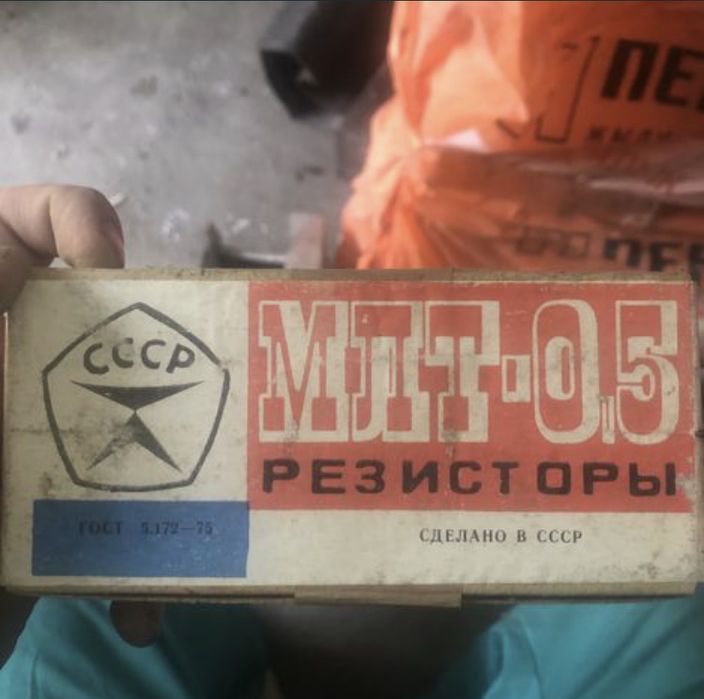 СССР
МЛТ-0,5
РЕЗИСТОРЫ
ГОСТ 5.172—75
СДЕЛАНО В СССР